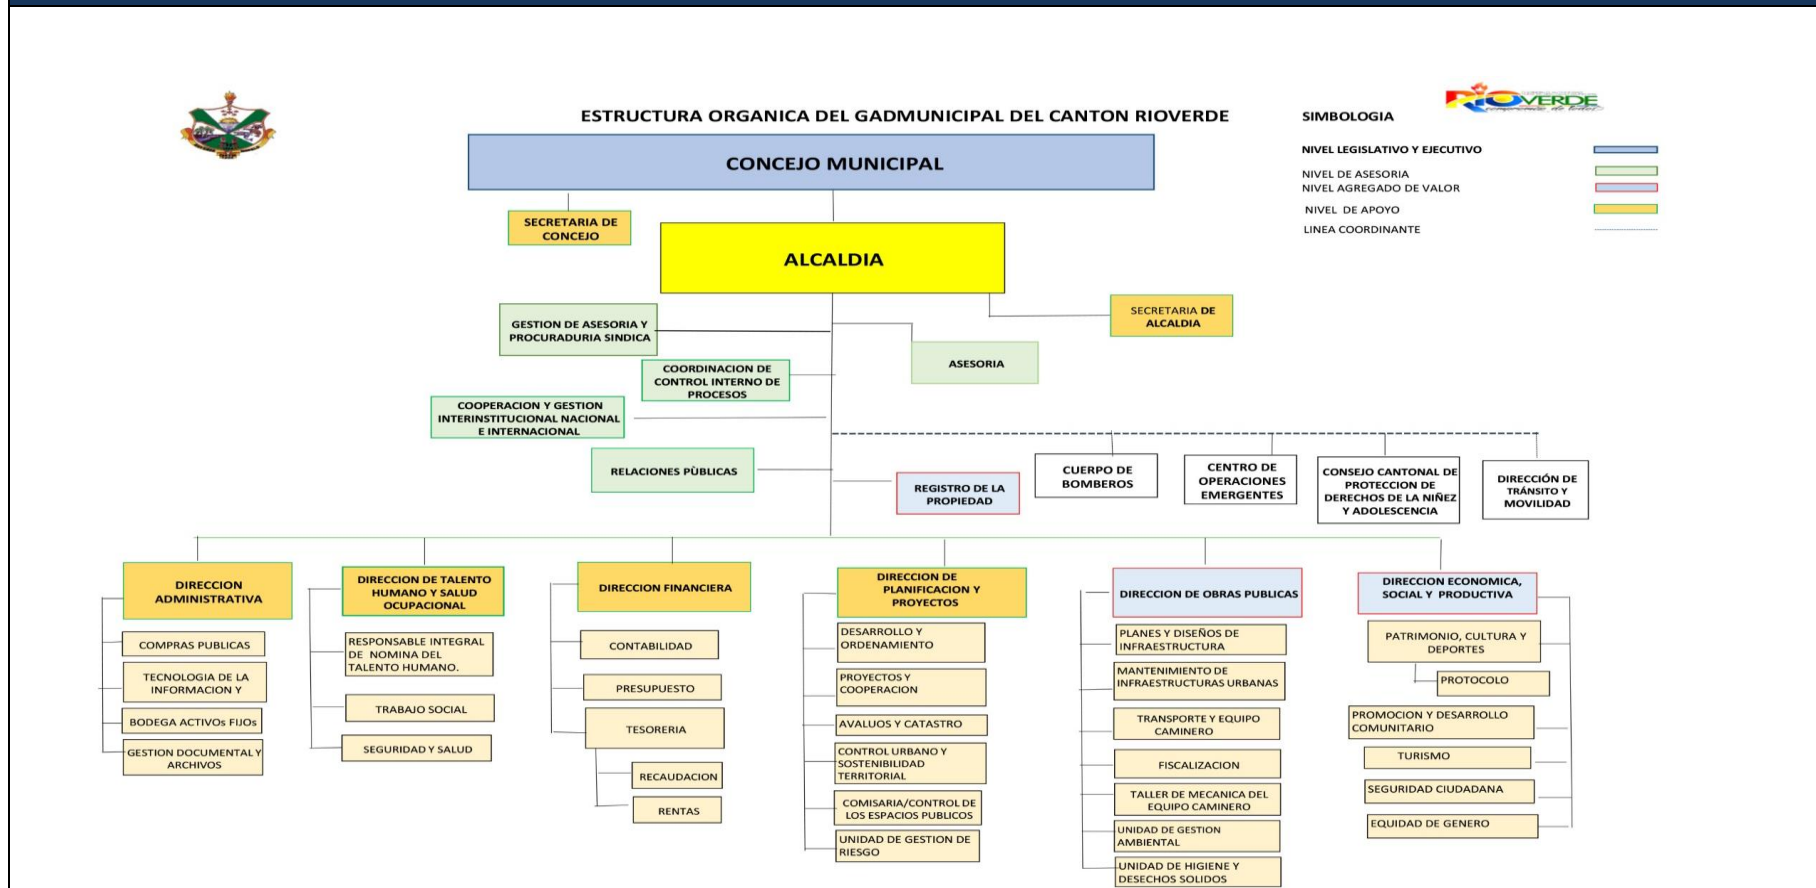 ESTRUCTURA ORGANICA DEL GADMUNICIPAL DEL CANTON RIOVERDE
SIMBOLOGIA
RIOVERDE
NIVEL LEGISLATIVO Y EJECUTIVO
NIVEL DE ASESORIA
NIVEL AGREGADO DE VALOR
NIVEL DE APOYO
LINEA COORDINANTE
CONCEJO MUNICIPAL
SECRETARIA DE
CONCEJO
ALCALDIA
SECRETARIA DE
ALCALDIA
GESTION DE ASESORIA Y
PROCURADURIA SINDICA
ASESORIA
COORDINACION DE
CONTROL INTERNO DE
PROCESOS
COOPERACION Y GESTION
INTERINSTITUCIONAL NACIONAL
E INTERNACIONAL
RELACIONES PÙBLICAS
REGISTRO DE LA
PROPIEDAD
CUERPO DE
BOMBEROS
CENTRO DE
OPERACIONES
EMERGENTES
CONSEJO CANTONAL DE
PROTECCION DE
DERECHOS DE LA NIÑEZ
Y ADOLESCENCIA
DIRECCIÓN DE
TRÁNSITO Y
MOVILIDAD
DIRECCION
ADMINISTRATIVA
COMPRAS PUBLICAS
TECNOLOGIA DE LA
INFORMACION Y
BODEGA ACTIVOs FIJOs
GESTION DOCUMENTAL Y
ARCHIVOS
DIRECCION DE TALENTO
HUMANO Y SALUD
OCUPACIONAL
RESPONSABLE INTEGRAL
DE NOMINA DEL
TALENTO HUMANO.
TRABAJO SOCIAL
SEGURIDAD Y SALUD
DIRECCION FINANCIERA
CONTABILIDAD
PRESUPUESTO
TESORERIA
RECAUDACION
RENTAS
DIRECCION DE
PLANIFICACION Y
PROYECTOS
DESARROLLO Y
ORDENAMIENTO
PROYECTOS Y
COOPERACION
AVALUOS Y CATASTRO
CONTROL URBANO Y
SOSTENIBILIDAD
TERRITORIAL
COMISARIA/CONTROL DE
LOS ESPACIOS PUBLICOS
UNIDAD DE GESTION DE
RIESGO
DIRECCION DE OBRAS PUBLICAS
PLANES Y DISEÑOS DE
INFRAESTRUCTURA
MANTENIMIENTO DE
INFRAESTRUCTURAS URBANAS
TRANSPORTE Y EQUIPO
CAMINERO
FISCALIZACION
TALLER DE MECANICA DEL
EQUIPO CAMINERO
UNIDAD DE GESTION
AMBIENTAL
UNIDAD DE HIGIENE Y
DESECHOS SOLIDOS
DIRECCION ECONOMICA,
SOCIAL Y PRODUCTIVA
PATRIMONIO, CULTURA Y
DEPORTES
PROTOCOLO
PROMOCION Y DESARROLLO
COMUNITARIO
TURISMO
SEGURIDAD CIUDADANA
EQUIDAD DE GENERO